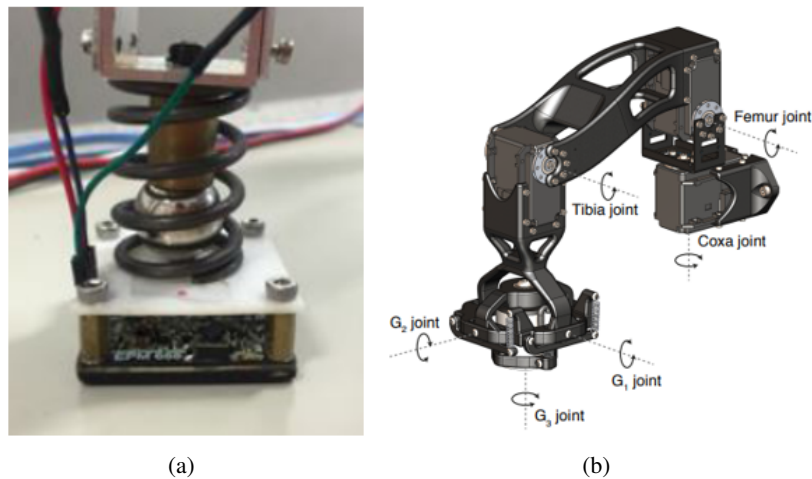 Femur joint
Tibia joint
Coxa joint
G₂ joint
G₁ joint
G₃ joint
(a)
(b)